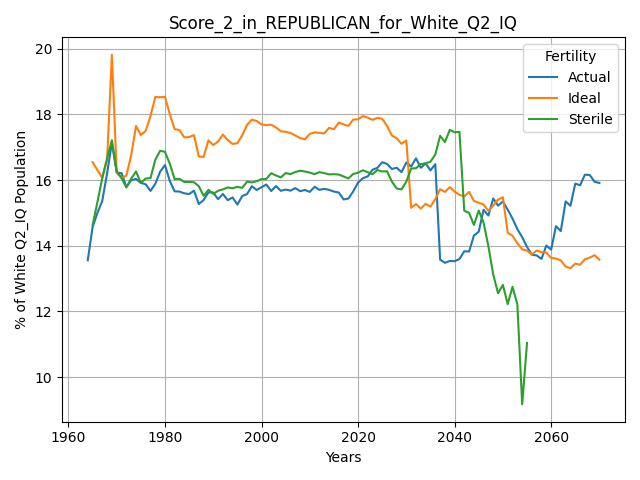 Score_2_in_REPUBLICAN_for_White_Q2_IQ
% of White Q2_IQ Population
20
18
16
14
12
10
Fertility
Actual
Ideal
Sterile
1960 1980 2000 2020 2040 2060
Years